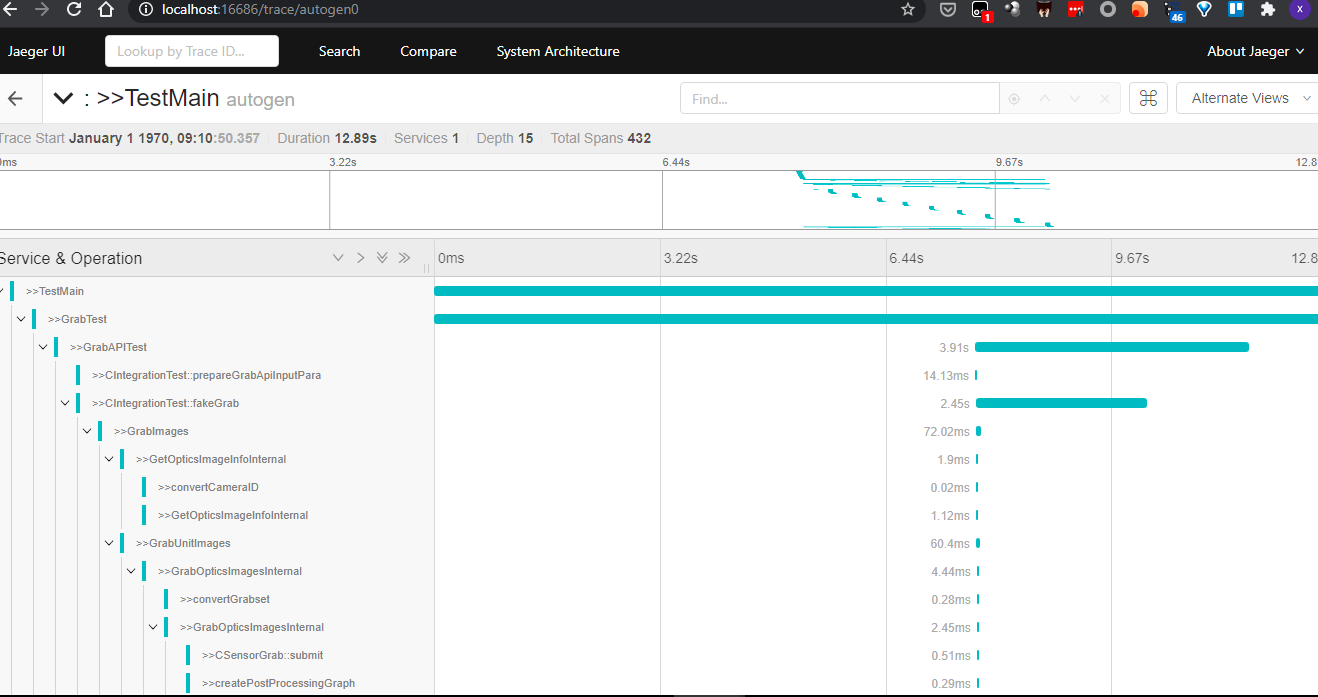 localhost:16686/trace/autogen0
1
46
X
Jaeger UI
Lookup by Trace ID...
Search
Compare
System Architecture
About Jaeger
: >>TestMain autogen
Find...
⌘
Alternate Views
Trace Start January 1 1970, 09:10:50.357
Duration 12.89s
Services 1
Depth 15
Total Spans 432
0ms
3.22s
6.44s
9.67s
12.8
Service & Operation
0ms
3.22s
6.44s
9.67s
12.8
>>TestMain
>>GrabTest
>>GrabAPITest
3.91s
>>CIntegrationTest::prepareGrabApiInputPara
14.13ms
>>CIntegrationTest::fakeGrab
2.45s
>>GrabImages
72.02ms
>>GetOpticsImageInfoInternal
1.9ms
>>convertCameraID
0.02ms
>>GetOpticsImageInfoInternal
1.12ms
>>GrabUnitImages
60.4ms
>>GrabOpticsImagesInternal
4.44ms
>>convertGrabset
0.28ms
>>GrabOpticsImagesInternal
2.45ms
>>CSensorGrab::submit
0.51ms
>>createPostProcessingGraph
0.29ms